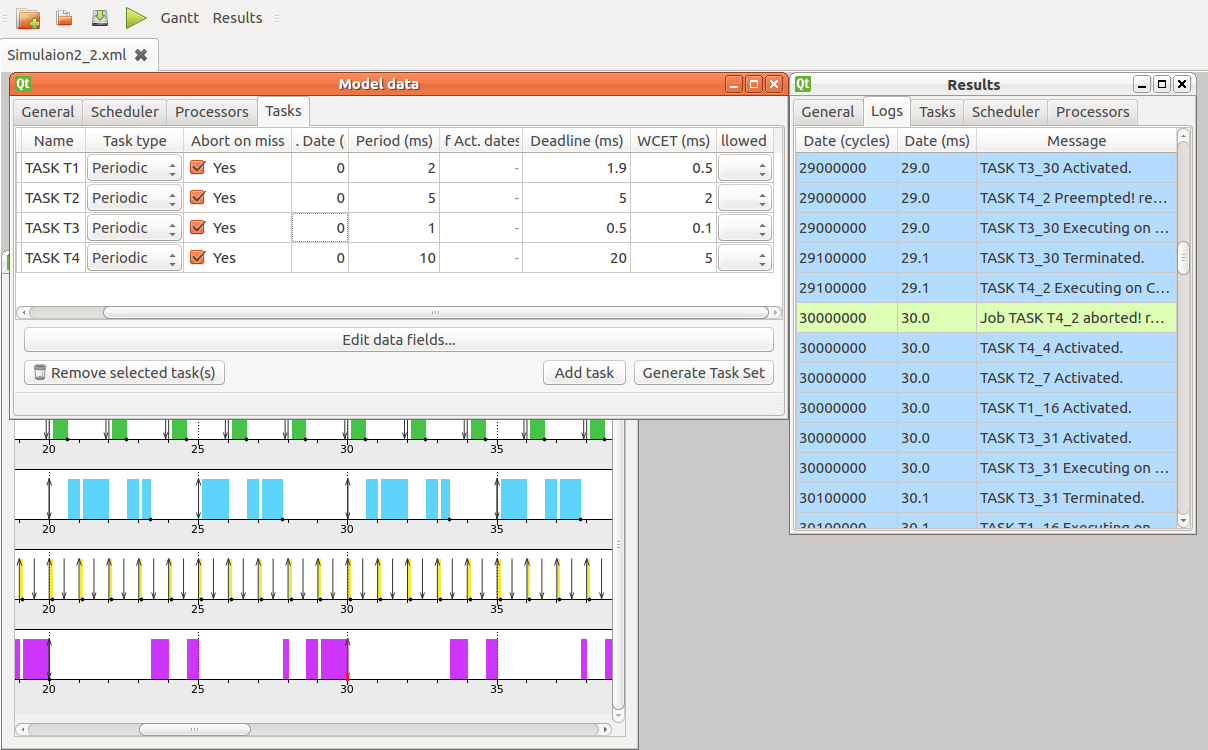 Gantt Results
Simulaion2_2.xml
Qt Model data
General Scheduler Processors Tasks
Name Task type Abort on miss . Date ( Period (ms) f Act. dates Deadline (ms) WCET (ms) llowed
TASK T1 Periodic Yes 0 2 - 1.9 0.5
TASK T2 Periodic Yes 0 5 - 5 2
TASK T3 Periodic Yes 0 1 - 0.5 0.1
TASK T4 Periodic Yes 0 10 - 20 5
Edit data fields...
Remove selected task(s) Add task Generate Task Set
20 25 30 35
20 25 30 35
20 25 30 35
20 25 30 35
Qt Results
General Logs Tasks Scheduler Processors
Date (cycles) Date (ms) Message
29000000 29.0 TASK T3_30 Activated.
29000000 29.0 TASK T4_2 Preempted! re...
29000000 29.0 TASK T3_30 Executing on ...
29100000 29.1 TASK T3_30 Terminated.
29100000 29.1 TASK T4_2 Executing on C...
30000000 30.0 Job TASK T4_2 aborted! r...
30000000 30.0 TASK T4_4 Activated.
30000000 30.0 TASK T2_7 Activated.
30000000 30.0 TASK T1_16 Activated.
30000000 30.0 TASK T3_31 Activated.
30000000 30.0 TASK T3_31 Executing on ...
30100000 30.1 TASK T3_31 Terminated.
30100000 30.1 TASK T1_16 Executing on